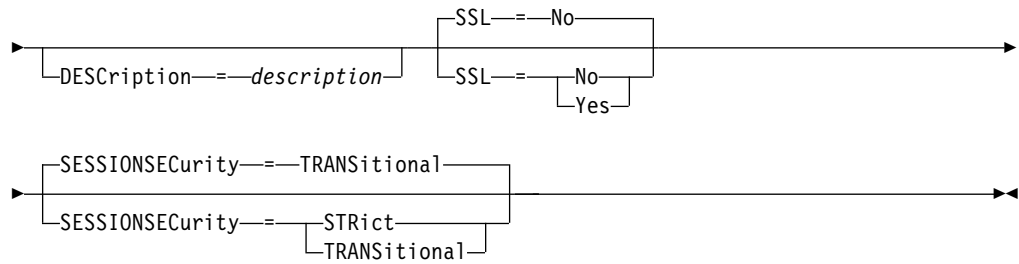 SSL = No
DESCription = description SSL = No
Yes
SESSIONSECurity = TRANSitional
SESSIONSECurity = STRict
TRANSitional